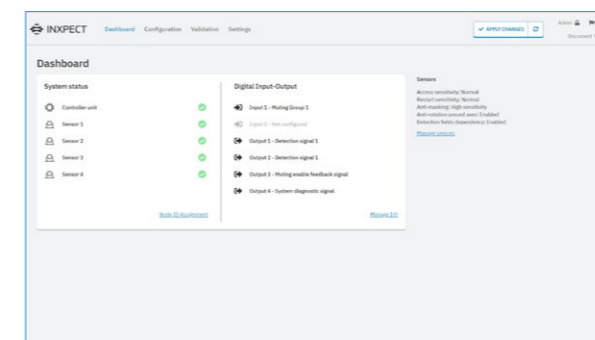 INXPECT
Dashboard Configuration Validation Settings
APPLY CHANGES
Admin
Document
Dashboard
System status
Controller unit
Sensor 1
Sensor 2
Sensor 3
Sensor 4
Node ID Assignment
Digital Input-Output
Input 1 - Muting Group 1
Input 2 - Not configured
Output 1 - Detection signal 1
Output 2 - Detection signal 1
Output 3 - Muting enable feedback signal
Output 4 - System diagnostic signal
Manage I/O
Sensors
Access sensitivity: Normal
Restart sensitivity: Normal
Anti-masking: High sensitivity
Anti-rotation around axes: Enabled
Detection fields dependency: Enabled
Manage sensors